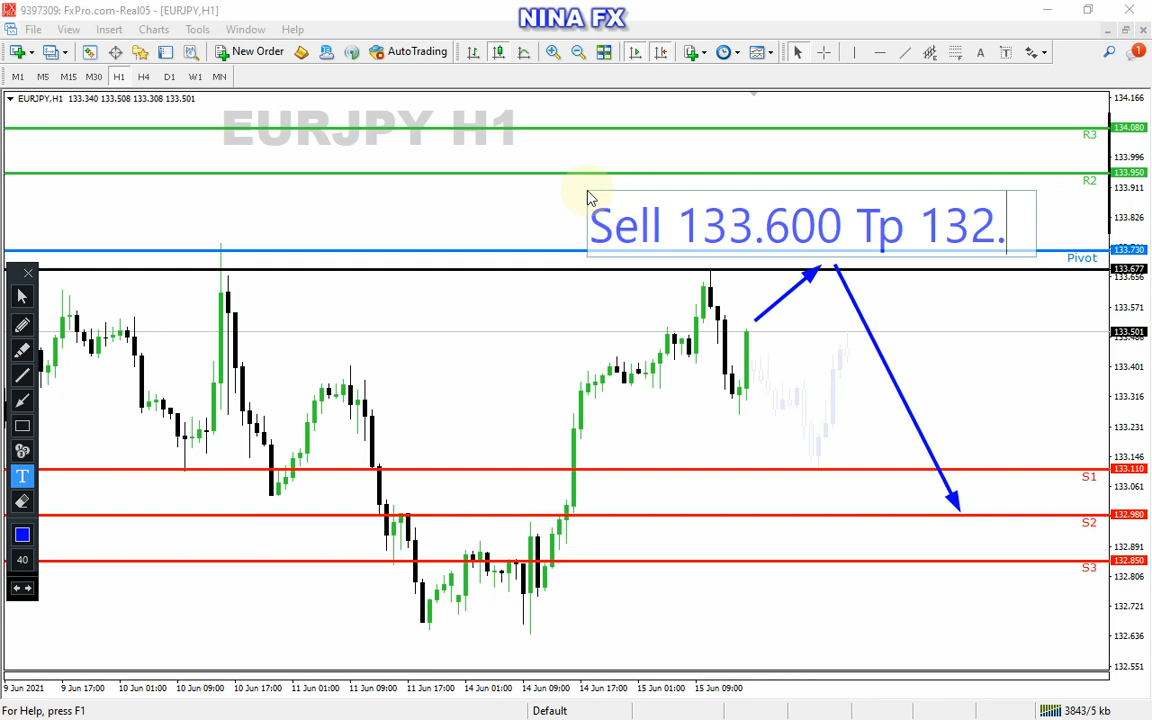 NINA FX
9397309: FxPro.com-Real05 - [EURJPY,H1]
File View Insert Charts Tools Window Help
New Order AutoTrading
A T 1
M1 M5 M15 M30 H1 H4 D1 W1 MN
EURJPY,H1 133.340 133.508 133.308 133.501
EURJPY H1
134.166
134.080
R3
133.996
133.950
R2
133.911
133.826
Sell 133.600 Tp 132.
133.730
Pivot
133.677
133.656
133.571
133.501
133.486
133.401
133.316
133.231
133.146
133.110
S1
133.061
132.980
S2
132.891
132.850
S3
132.806
132.721
132.636
132.551
T
40
9 Jun 2021 9 Jun 17:00 10 Jun 01:00 10 Jun 09:00 10 Jun 17:00 11 Jun 01:00 11 Jun 09:00 11 Jun 17:00 14 Jun 01:00 14 Jun 09:00 14 Jun 17:00 15 Jun 01:00 15 Jun 09:00
For Help, press F1 Default 3843/5 kb